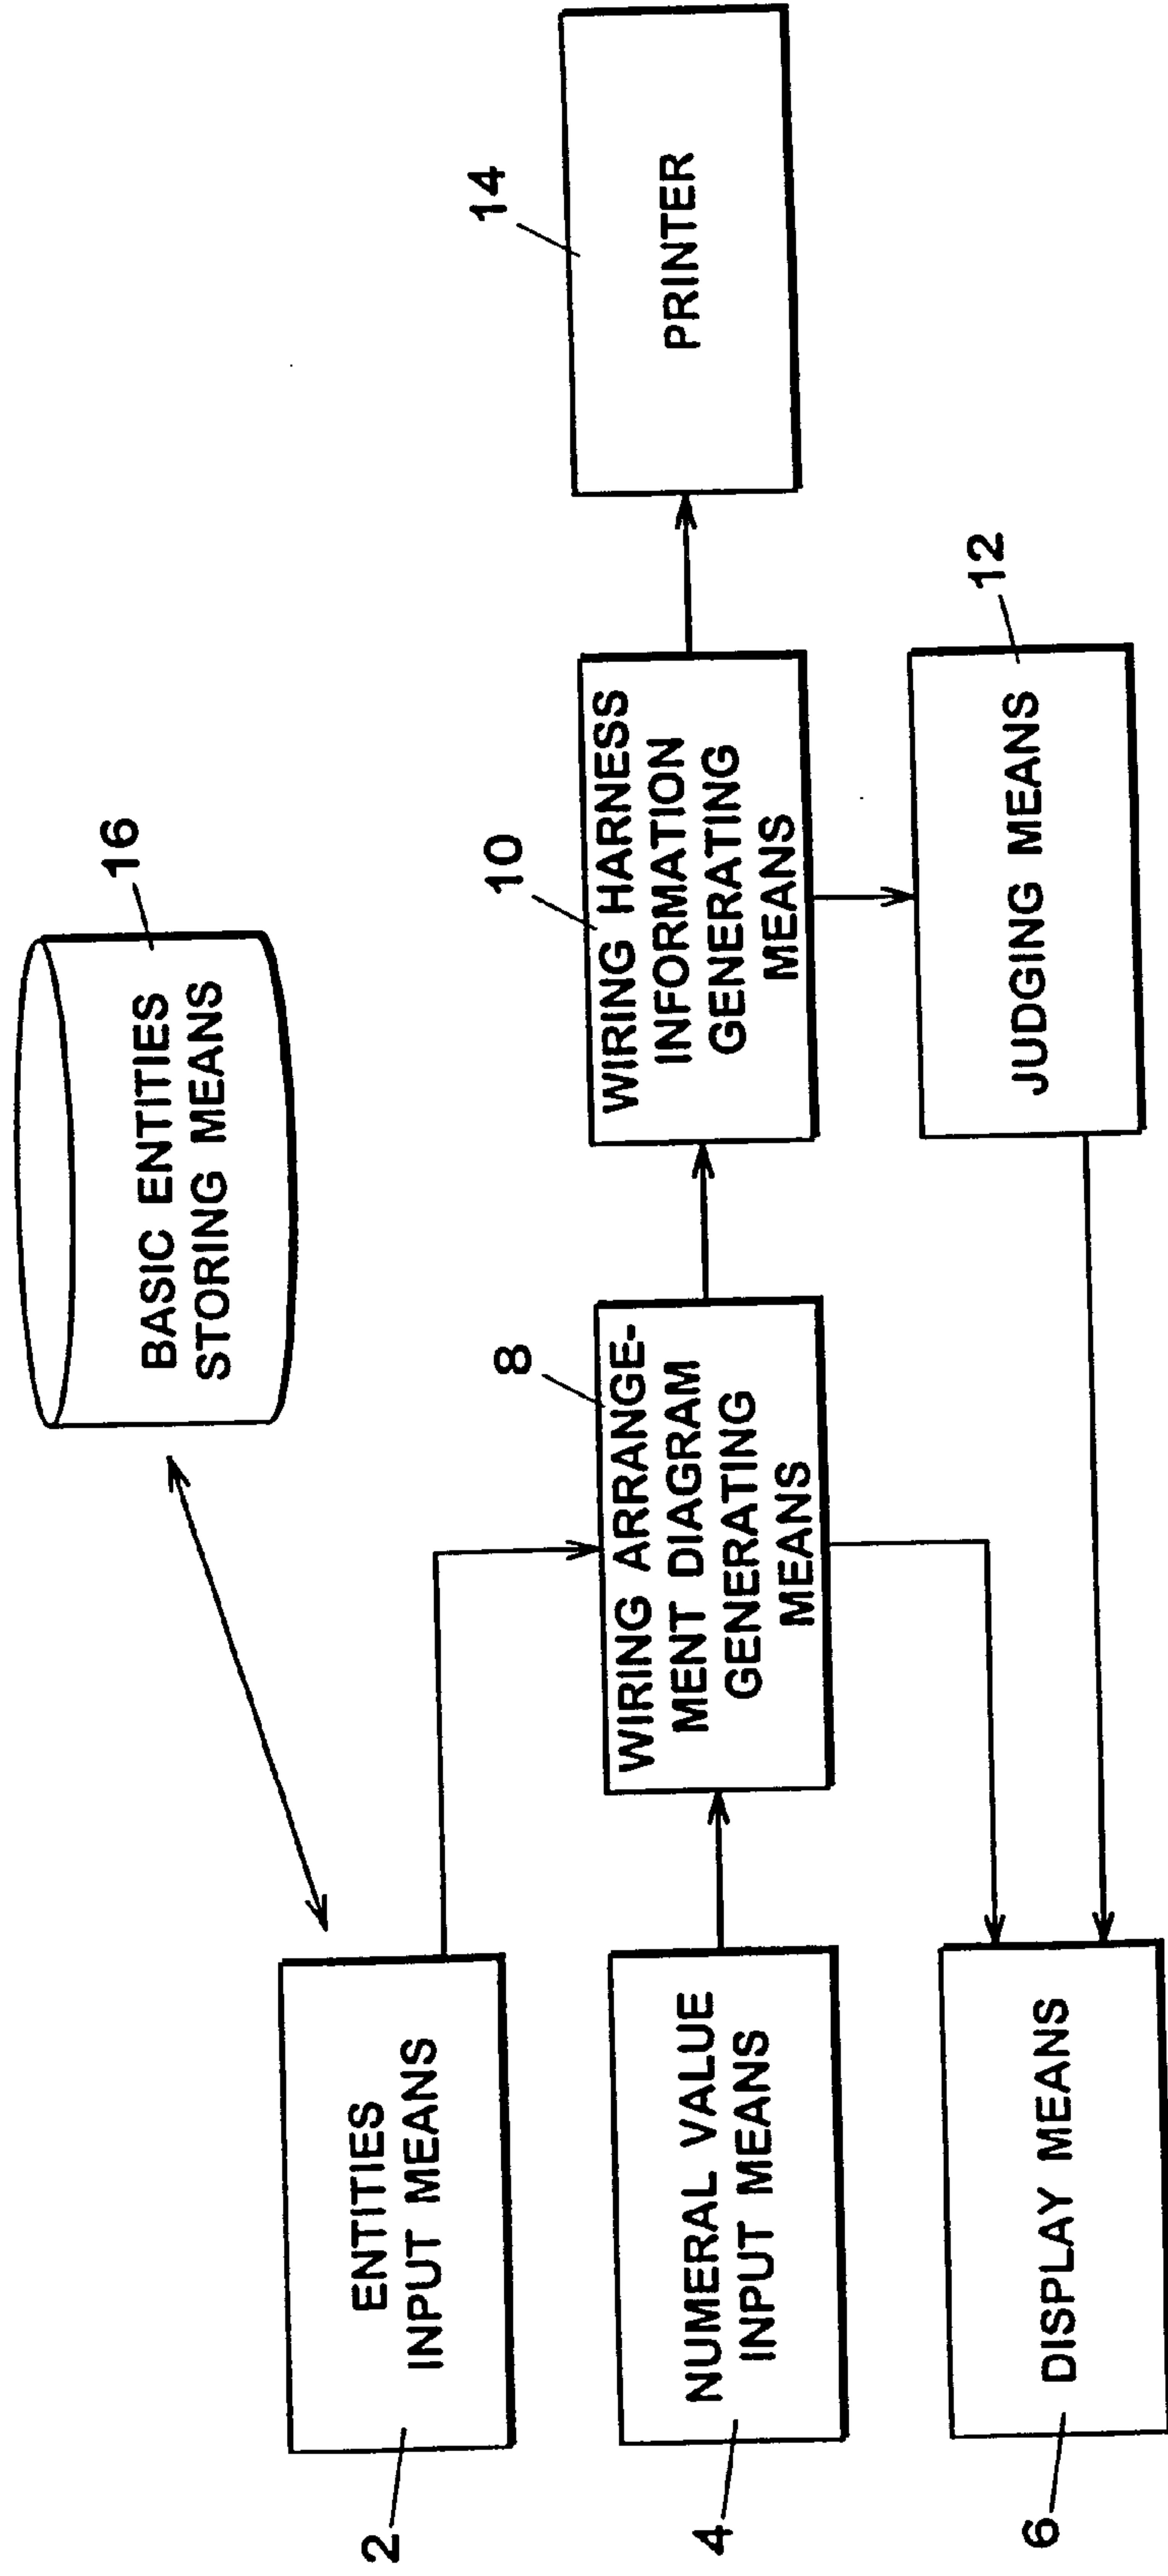 16
BASIC ENTITIES
STORING MEANS
2
ENTITIES
INPUT MEANS
4
NUMERAL VALUE
INPUT MEANS
6
DISPLAY MEANS
8
WIRING ARRANGE-
MENT DIAGRAM
GENERATING
MEANS
10
WIRING HARNESS
INFORMATION
GENERATING
MEANS
12
JUDGING MEANS
14
PRINTER